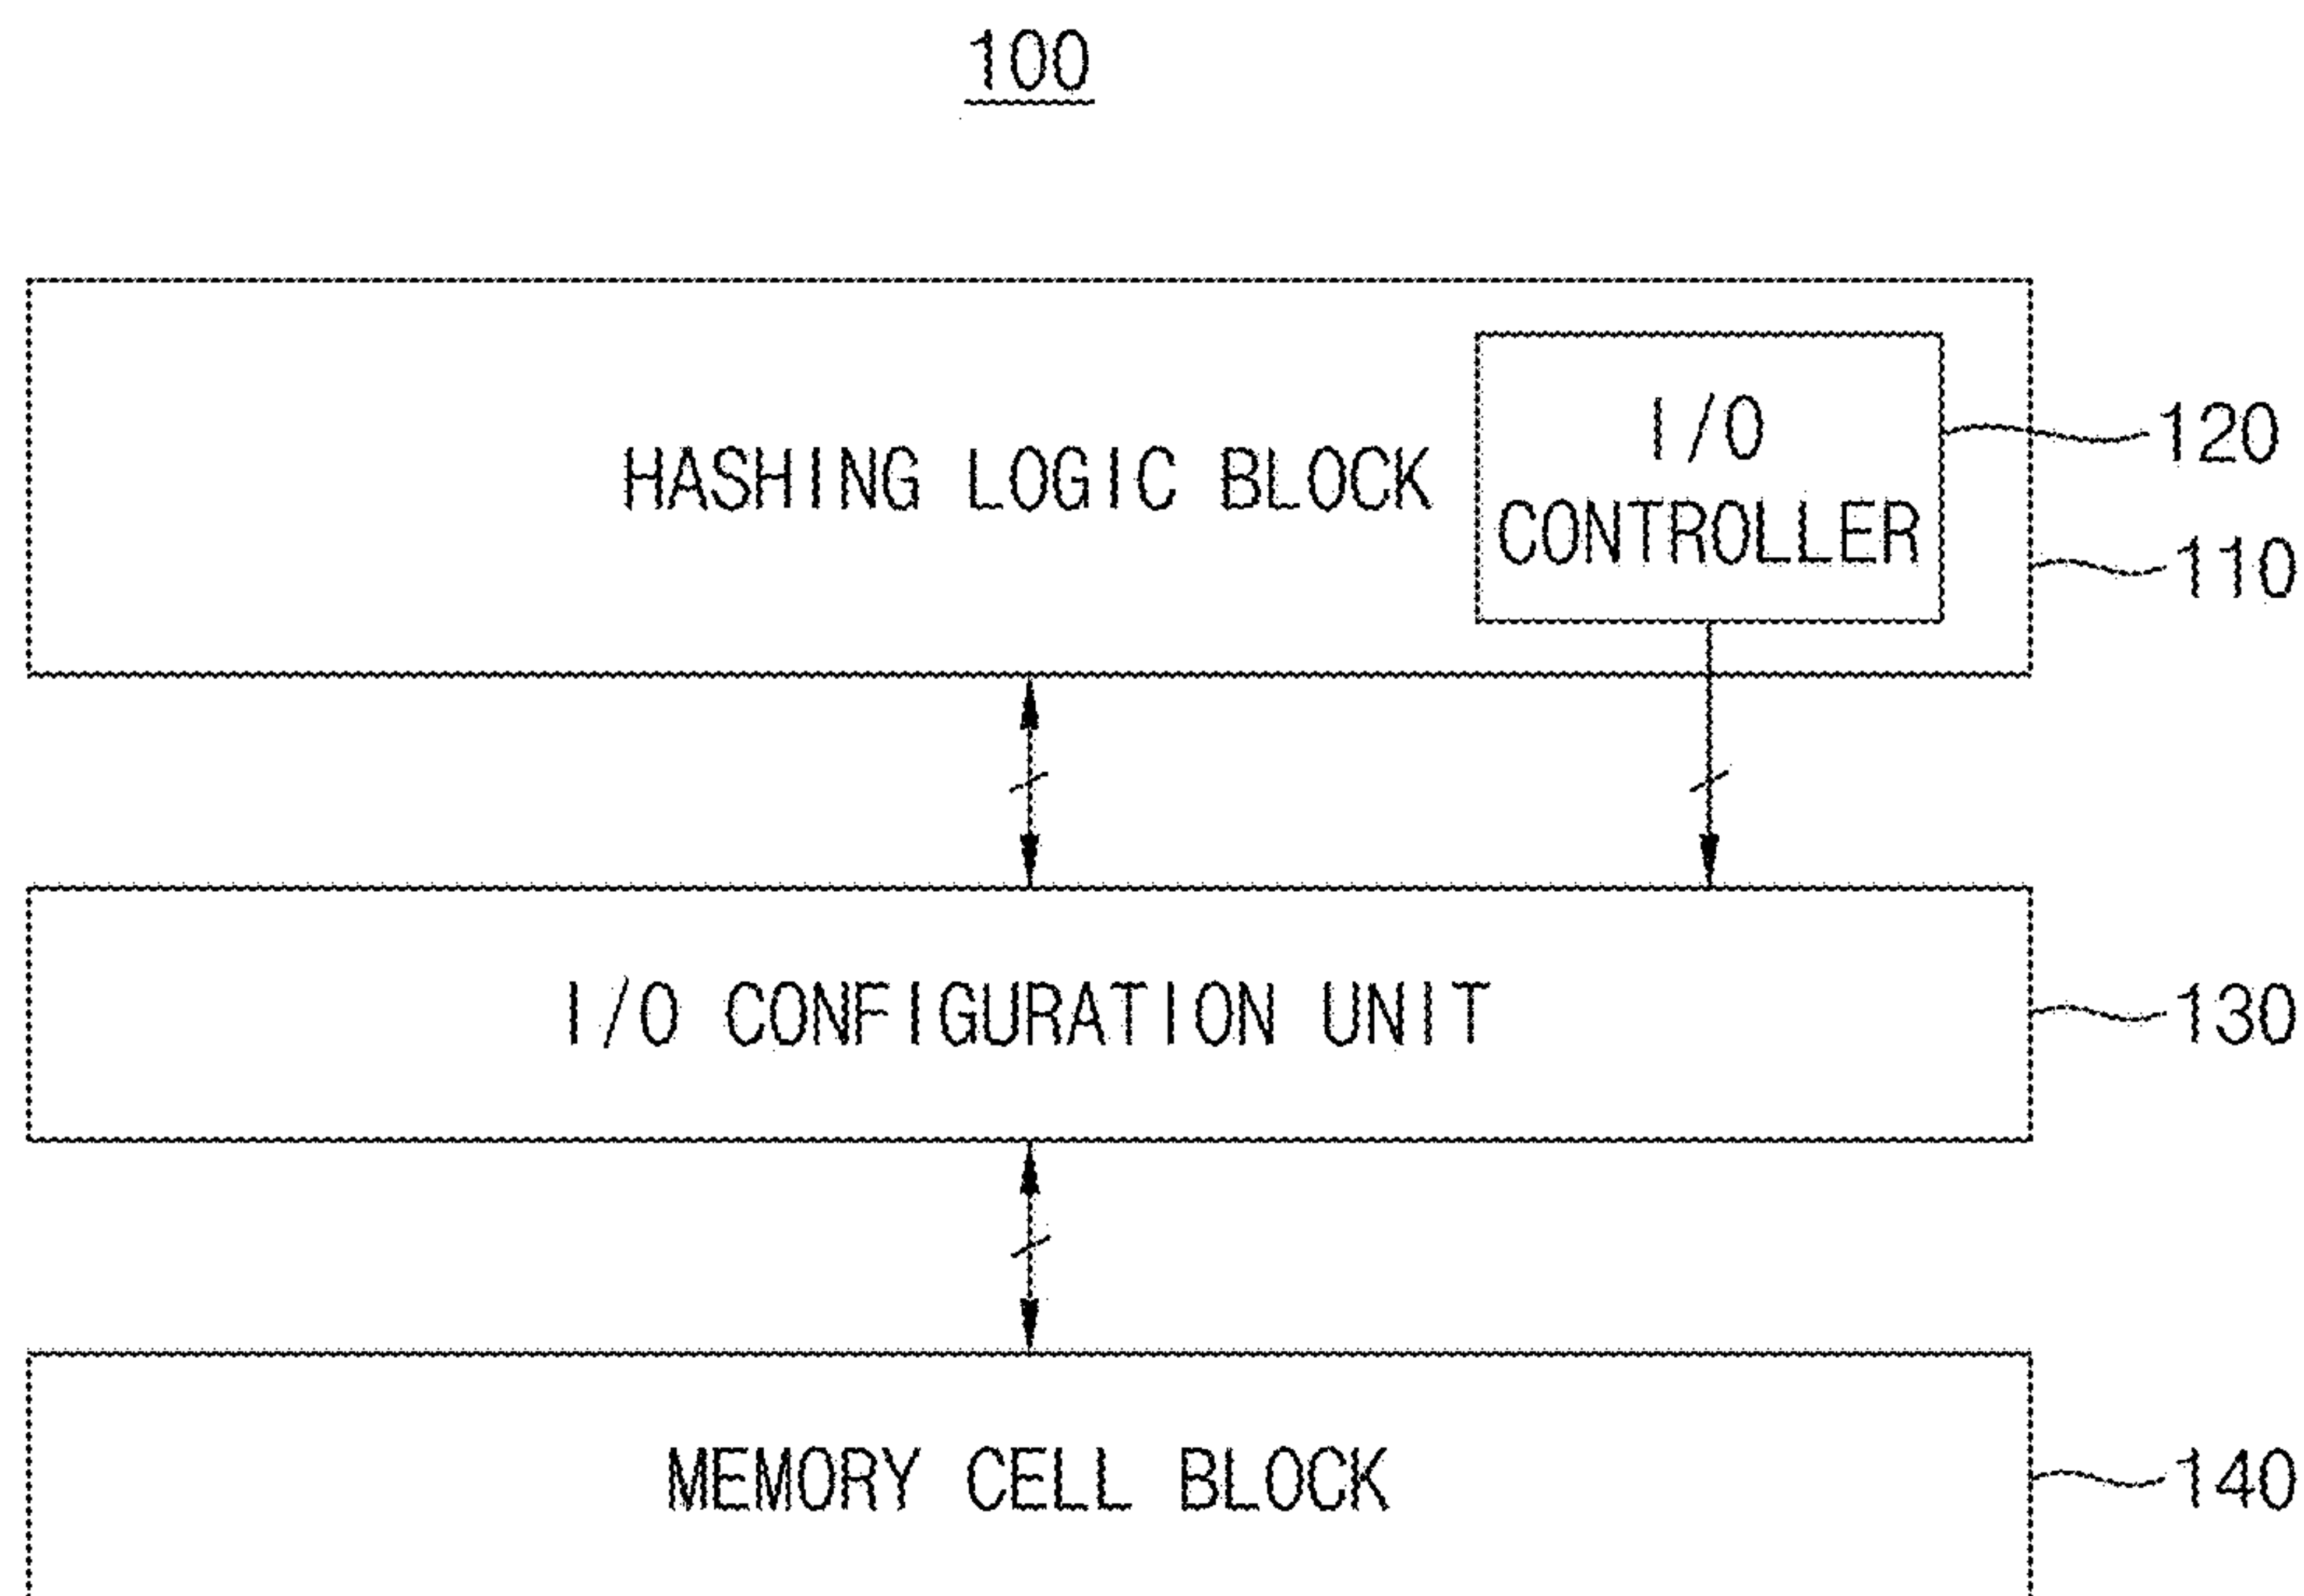 100
HASHING LOGIC BLOCK
I/O
CONTROLLER
120
110
I/O CONFIGURATION UNIT
130
MEMORY CELL BLOCK
140